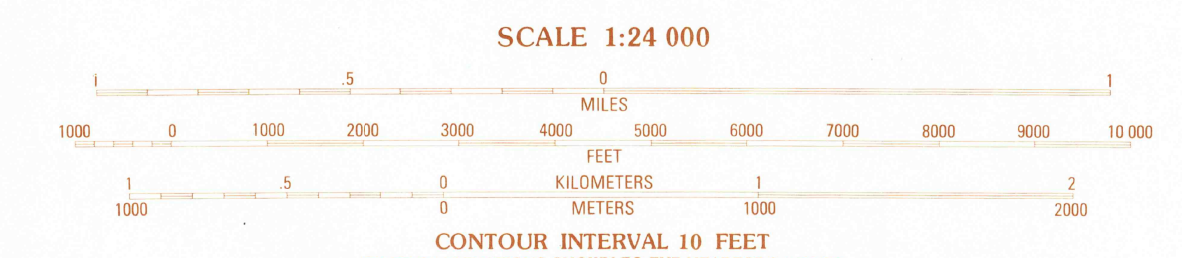 SCALE 1:24 000
1 .5 0 1
MILES
1000 0 1000 2000 3000 4000 5000 6000 7000 8000 9000 10 000
FEET
1 .5 0 KILOMETERS 1 2
1000 0 METERS 1000 2000
CONTOUR INTERVAL 10 FEET